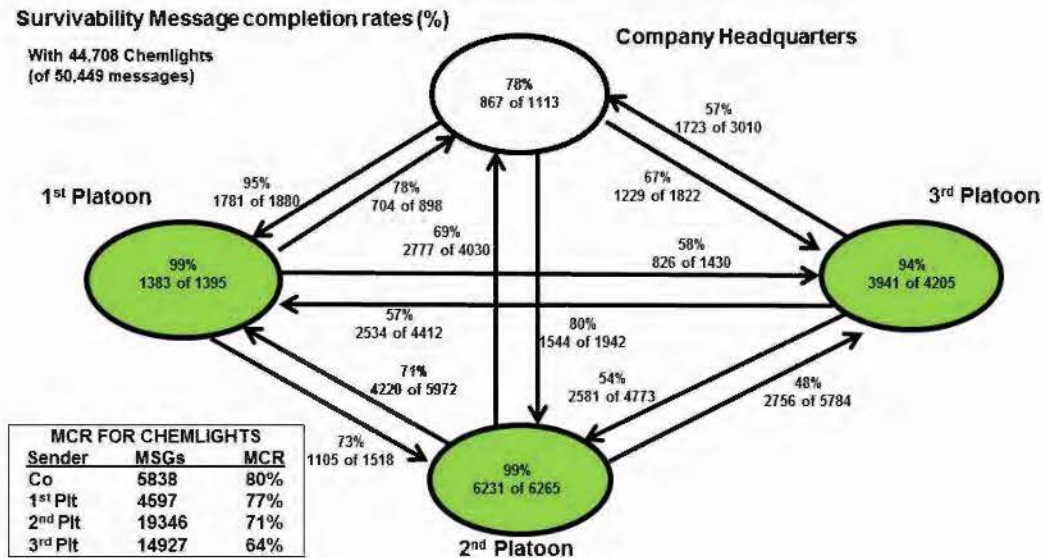 Survivability Message completion rates (%)
With 44,708 Chemlights
(of 50,449 messages)
Company Headquarters
78%
867 of 1113
57%
1723 of 3010
95%
1781 of 1880
78%
704 of 898
67%
1229 of 1822
1st Platoon
3rd Platoon
69%
2777 of 4030
58%
826 of 1430
99%
1383 of 1395
94%
3941 of 4205
57%
2534 of 4412
80%
1544 of 1942
71%
4220 of 5972
54%
2581 of 4773
48%
2756 of 5784
73%
1105 of 1518
99%
6231 of 6265
2nd Platoon
MCR FOR CHEMLIGHTS
Sender MSGs MCR
Co 5838 80%
1st Plt 4597 77%
2nd Plt 19346 71%
3rd Plt 14927 64%